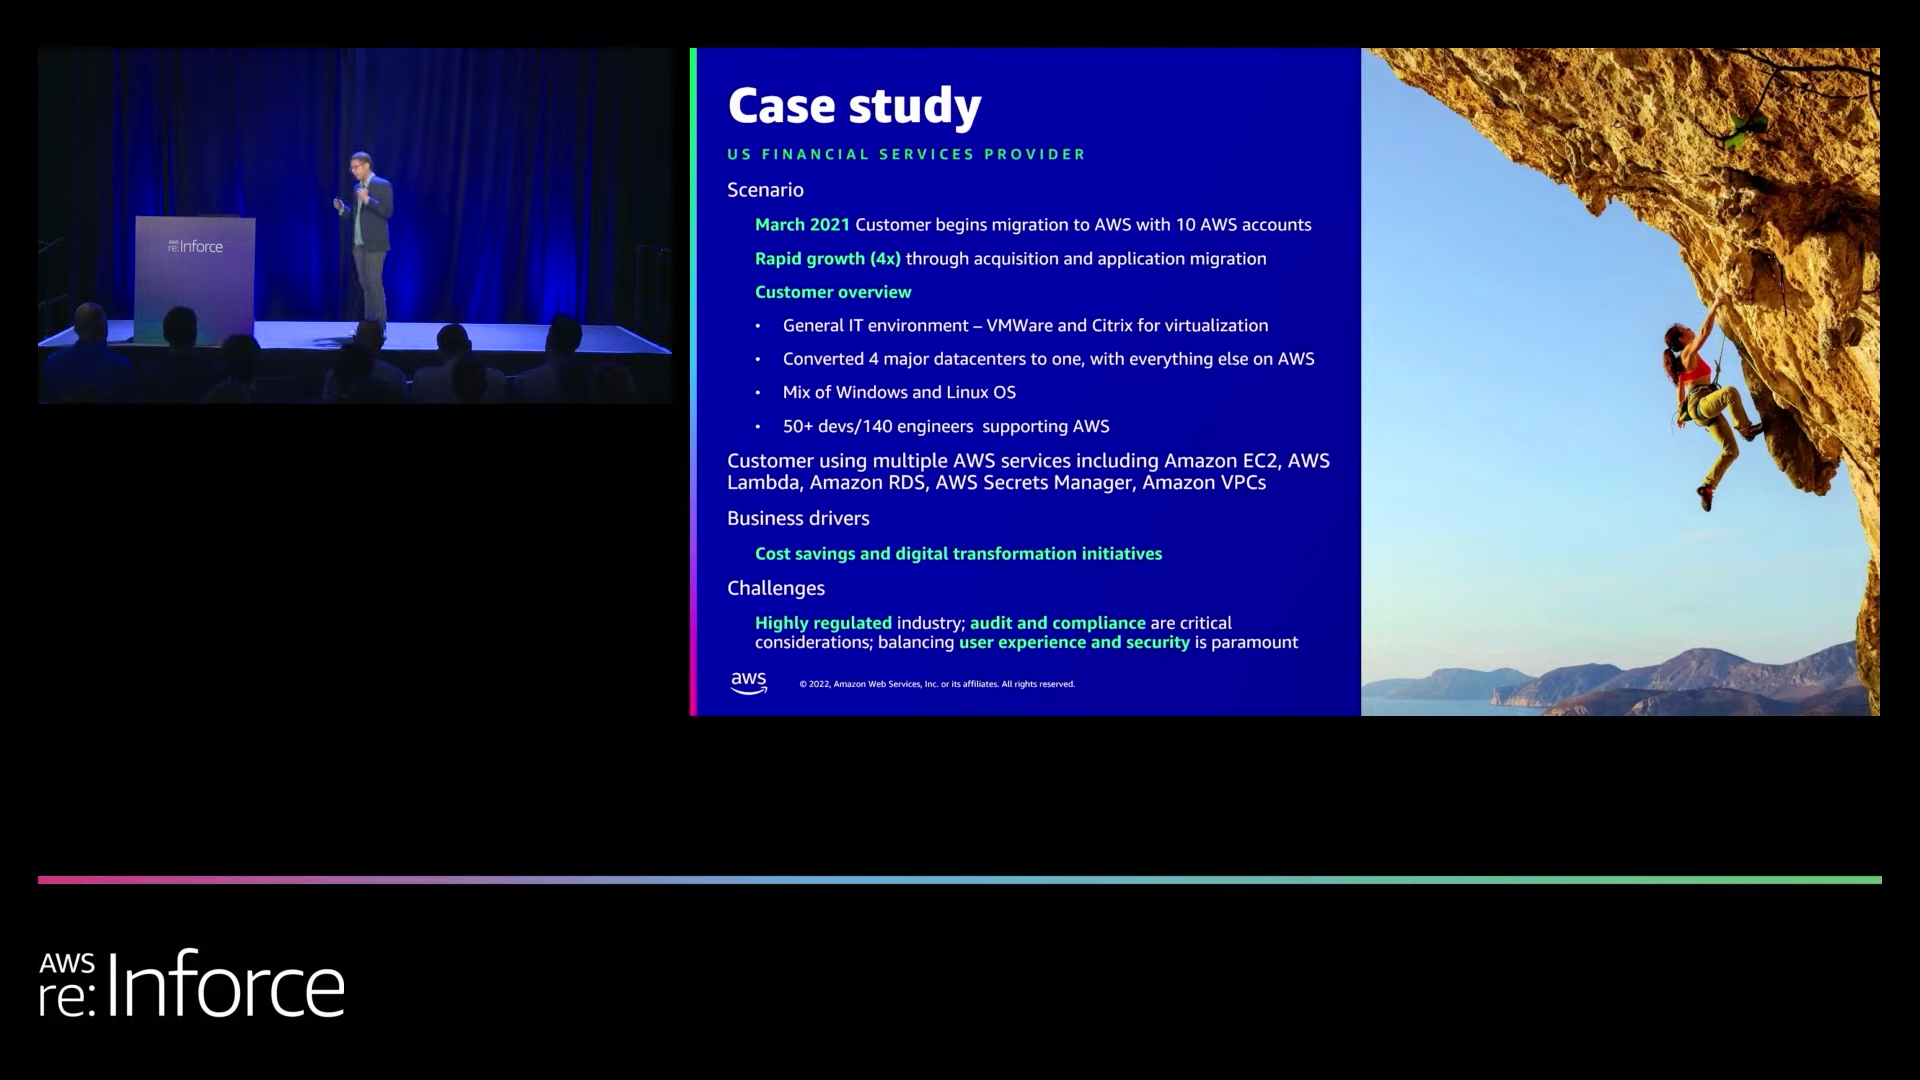 AWS
re: Inforce
Case study
US FINANCIAL SERVICES PROVIDER
Scenario
March 2021 Customer begins migration to AWS with 10 AWS accounts
Rapid growth (4x) through acquisition and application migration
Customer overview
• General IT environment – VMWare and Citrix for virtualization
• Converted 4 major datacenters to one, with everything else on AWS
• Mix of Windows and Linux OS
• 50+ devs/140 engineers supporting AWS
Customer using multiple AWS services including Amazon EC2, AWS
Lambda, Amazon RDS, AWS Secrets Manager, Amazon VPCs
Business drivers
Cost savings and digital transformation initiatives
Challenges
Highly regulated industry; audit and compliance are critical
considerations; balancing user experience and security is paramount
aws
© 2022, Amazon Web Services, Inc. or its affiliates. All rights reserved.
AWS
re: Inforce